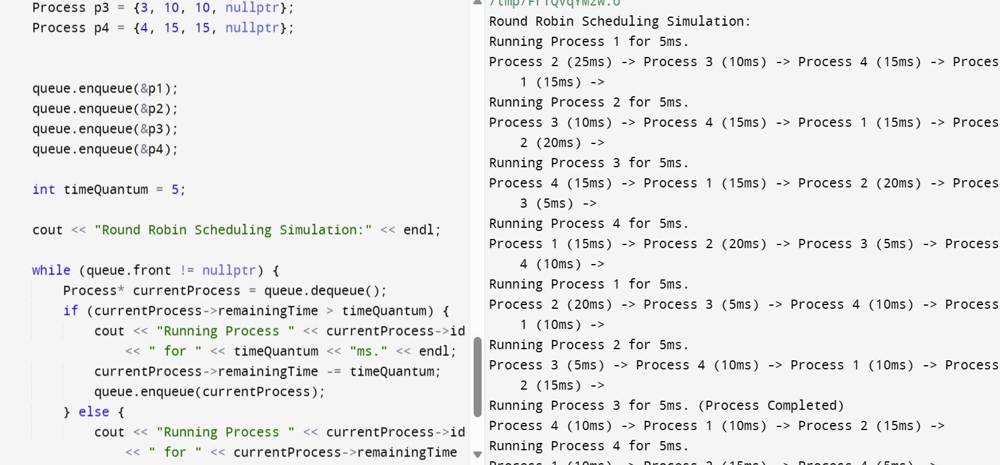 Process p3 = {3, 10, 10, nullptr};
Process p4 = {4, 15, 15, nullptr};
queue.enqueue(&p1);
queue.enqueue(&p2);
queue.enqueue(&p3);
queue.enqueue(&p4);
int timeQuantum = 5;
cout << "Round Robin Scheduling Simulation:" << endl;
while (queue.front != nullptr) {
Process* currentProcess = queue.dequeue();
if (currentProcess->remainingTime > timeQuantum) {
cout << "Running Process " << currentProcess->id
<< " for " << timeQuantum << "ms." << endl;
currentProcess->remainingTime -= timeQuantum;
queue.enqueue(currentProcess);
} else {
cout << "Running Process " << currentProcess->id
<< " for " << currentProcess->remainingTime
Round Robin Scheduling Simulation:
Running Process 1 for 5ms.
Process 2 (25ms) -> Process 3 (10ms) -> Process 4 (15ms) -> Proces
1 (15ms) ->
Running Process 2 for 5ms.
Process 3 (10ms) -> Process 4 (15ms) -> Process 1 (15ms) -> Proces
2 (20ms) ->
Running Process 3 for 5ms.
Process 4 (15ms) -> Process 1 (15ms) -> Process 2 (20ms) -> Proces
3 (5ms) ->
Running Process 4 for 5ms.
Process 1 (15ms) -> Process 2 (20ms) -> Process 3 (5ms) -> Process
4 (10ms) ->
Running Process 1 for 5ms.
Process 2 (20ms) -> Process 3 (5ms) -> Process 4 (10ms) -> Process
1 (10ms) ->
Running Process 2 for 5ms.
Process 3 (5ms) -> Process 4 (10ms) -> Process 1 (10ms) -> Process
2 (15ms) ->
Running Process 3 for 5ms. (Process Completed)
Process 4 (10ms) -> Process 1 (10ms) -> Process 2 (15ms) ->
Running Process 4 for 5ms.
Process 1 (10ms) -> Process 2 (15ms) -> Process 4 (5ms) ->